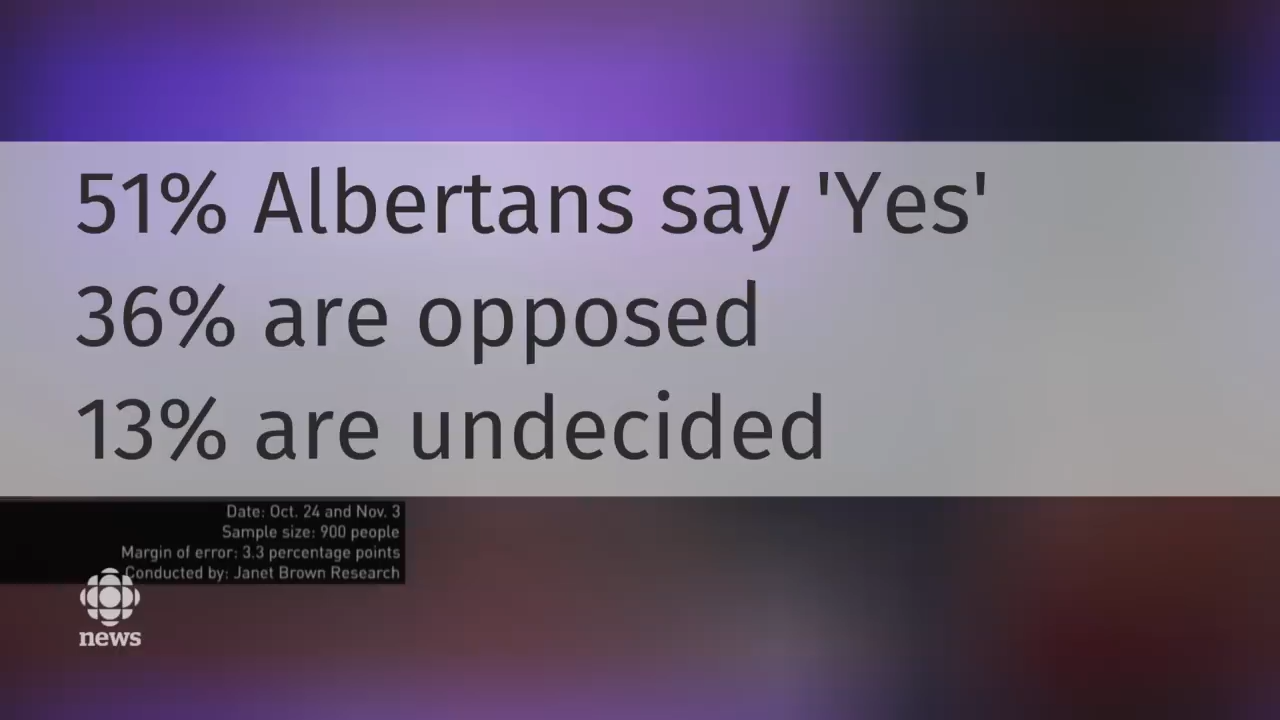 51% Albertans say 'Yes'
36% are opposed
13% are undecided
Date: Oct. 24 and Nov. 3
Sample size: 900 people
Margin of error: 3.3 percentage points
Conducted by: Janet Brown Research
news